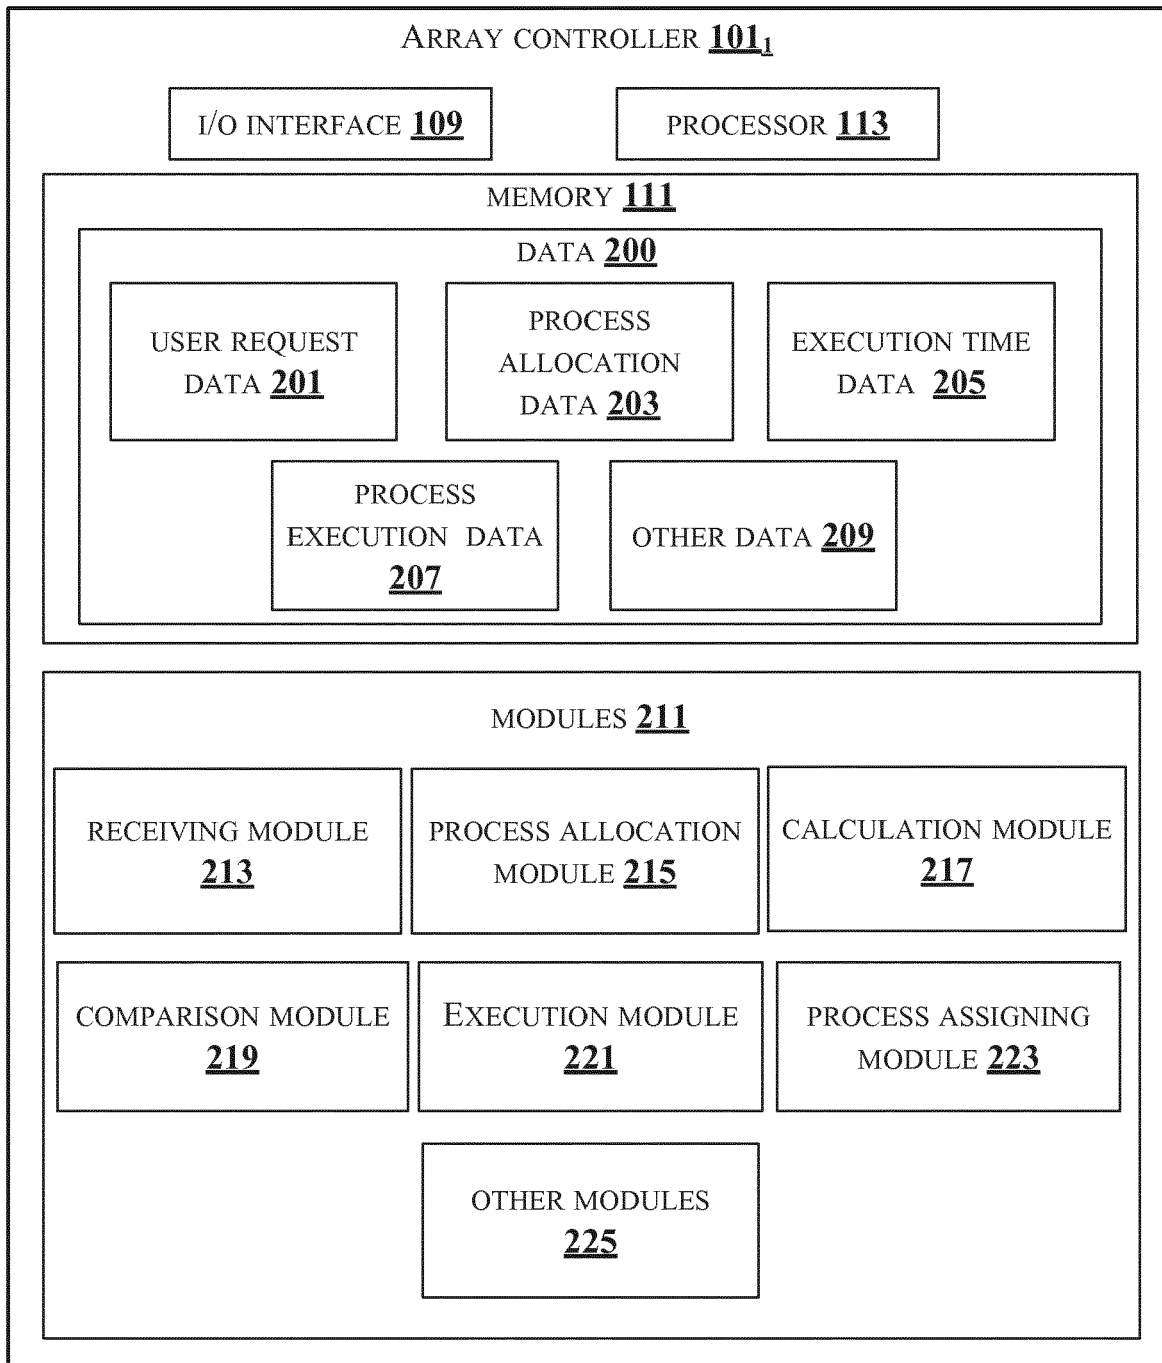 ARRAY CONTROLLER 101₁
I/O INTERFACE 109
PROCESSOR 113
MEMORY 111
DATA 200
USER REQUEST
DATA 201
PROCESS
ALLOCATION
DATA 203
EXECUTION TIME
DATA 205
PROCESS
EXECUTION DATA
207
OTHER DATA 209
MODULES 211
RECEIVING MODULE
213
PROCESS ALLOCATION
MODULE 215
CALCULATION MODULE
217
COMPARISON MODULE
219
EXECUTION MODULE
221
PROCESS ASSIGNING
MODULE 223
OTHER MODULES
225